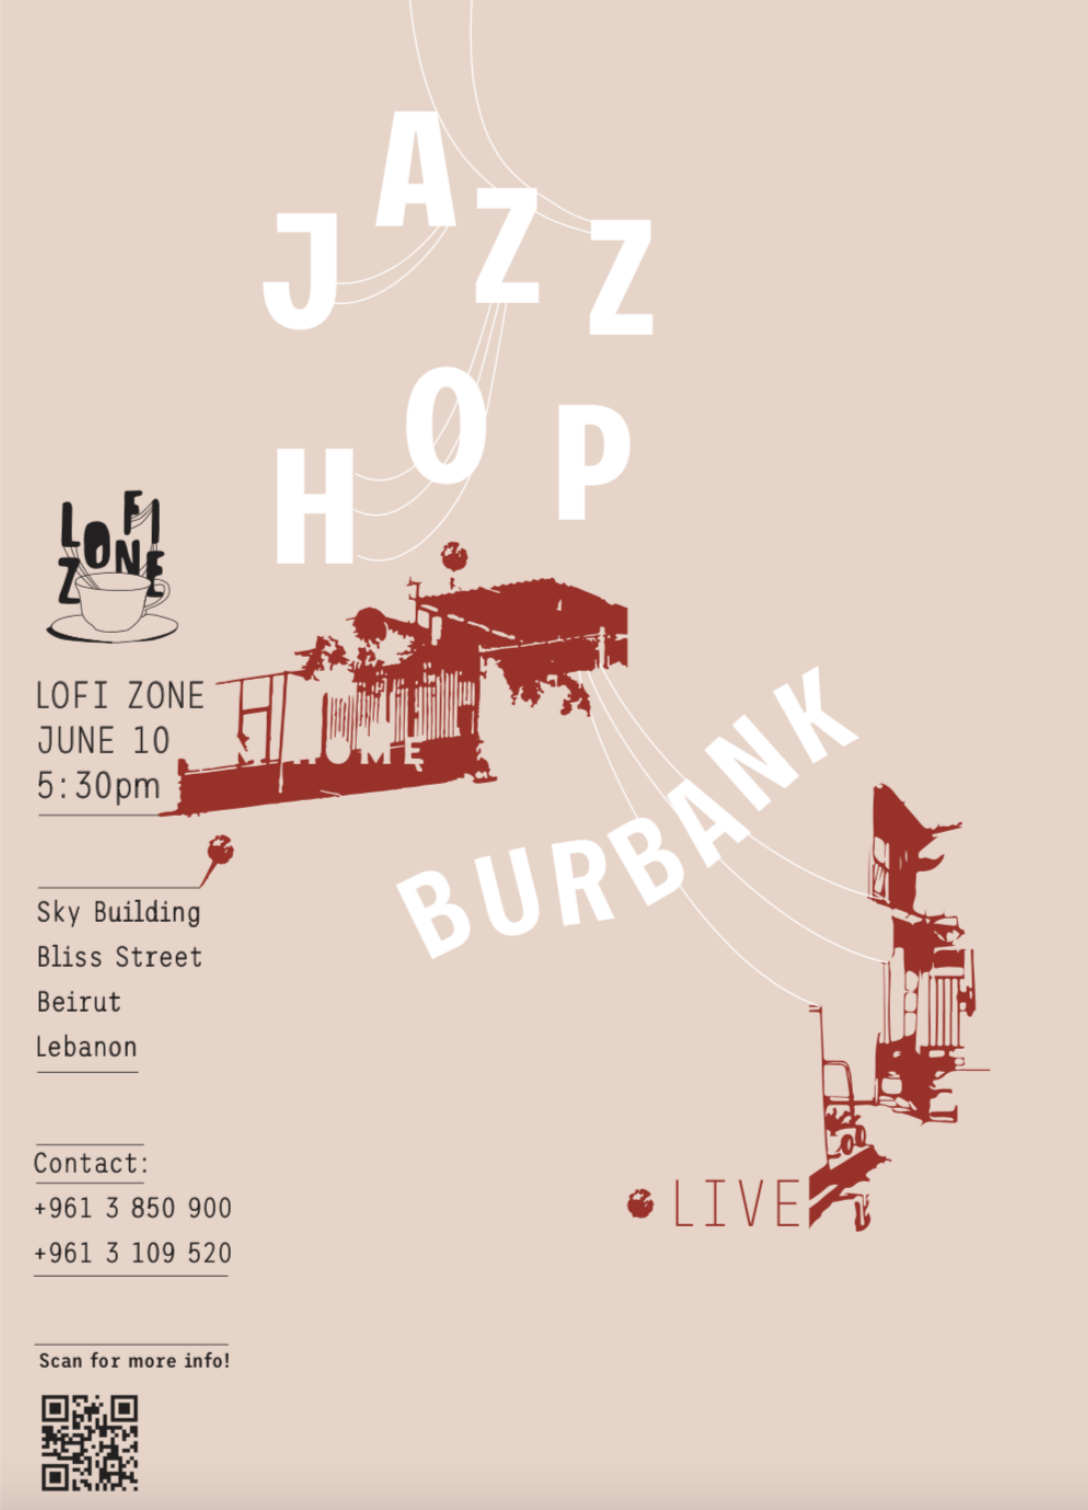 JAZZ
HOP
LOFI
ZONE
LOFI ZONE
JUNE 10
5:30pm
HOME
BURBANK
Sky Building
Bliss Street
Beirut
Lebanon
Contact:
+961 3 850 900
+961 3 109 520
LIVE
Scan for more info!